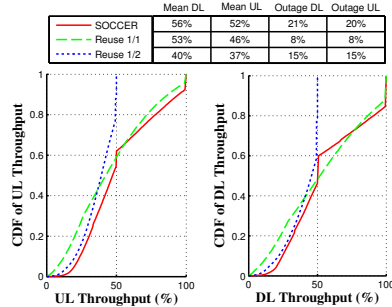 Mean DL Mean UL Outage DL Outage UL
SOCCER 56% 52% 21% 20%
Reuse 1/1 53% 46% 8% 8%
Reuse 1/2 40% 37% 15% 15%
CDF of UL Throughput
1
0.8
0.6
0.4
0.2
0
0 50 100
UL Throughput (%)
CDF of DL Throughput
1
0.8
0.6
0.4
0.2
0
0 50 100
DL Throughput (%)